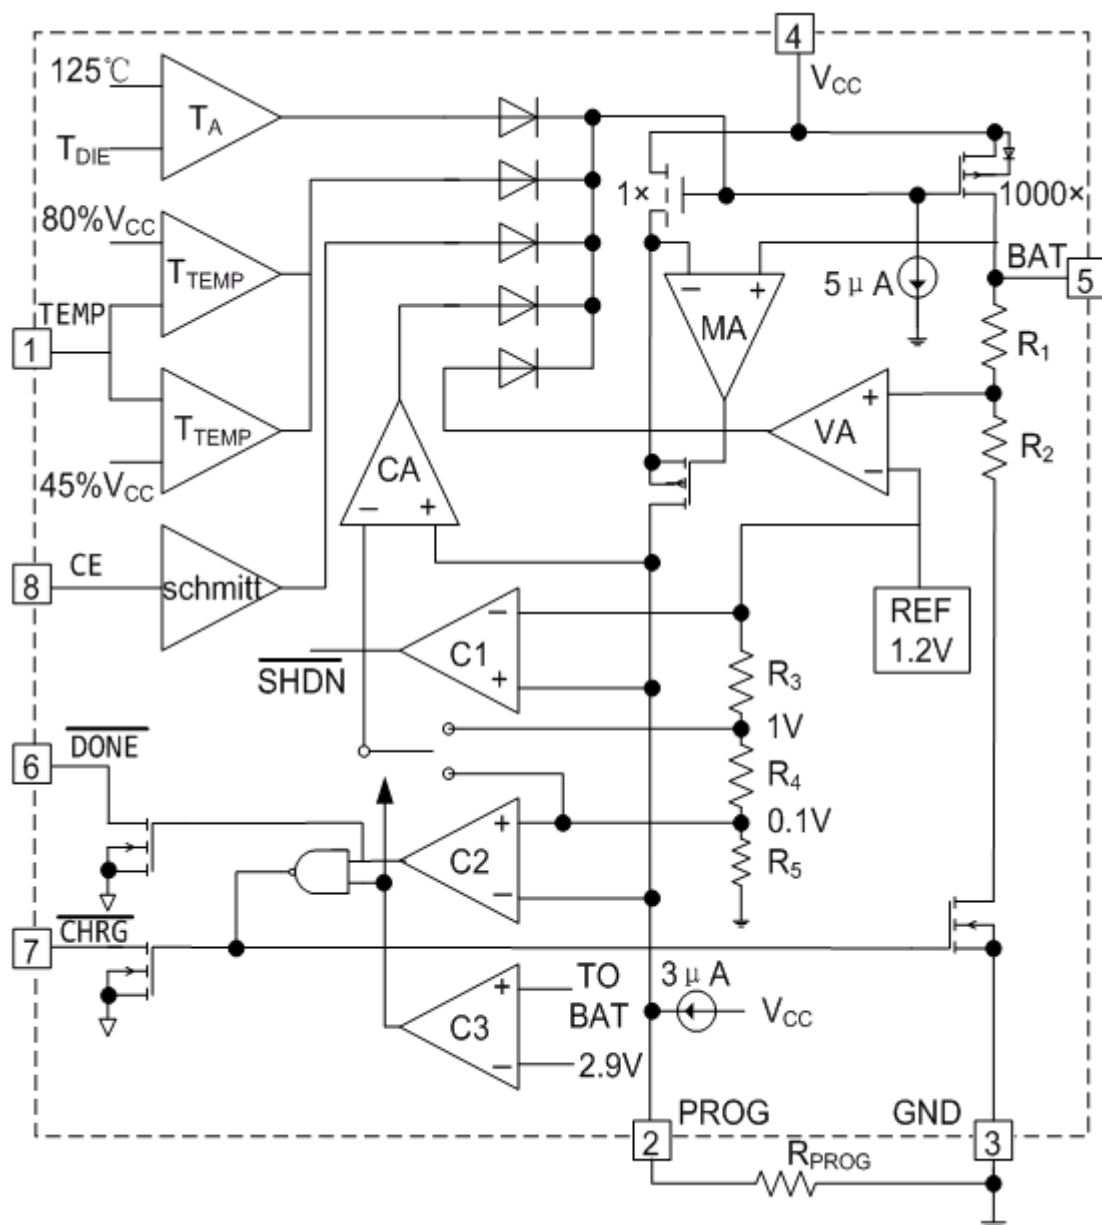 4
125℃
VCC
TA
TDIE
1×
1000×
80%VCC
BAT
TTEMP
5μA
5
TEMP
MA
1
R1
TTEMP
VA
R2
CA
45%VCC
CE
8
schmitt
REF
1.2V
C1
SHDN
R3
1V
DONE
6
R4
0.1V
C2
R5
CHRG
7
3μA
TO
BAT
VCC
C3
2.9V
PROG
GND
2
3
RPROG